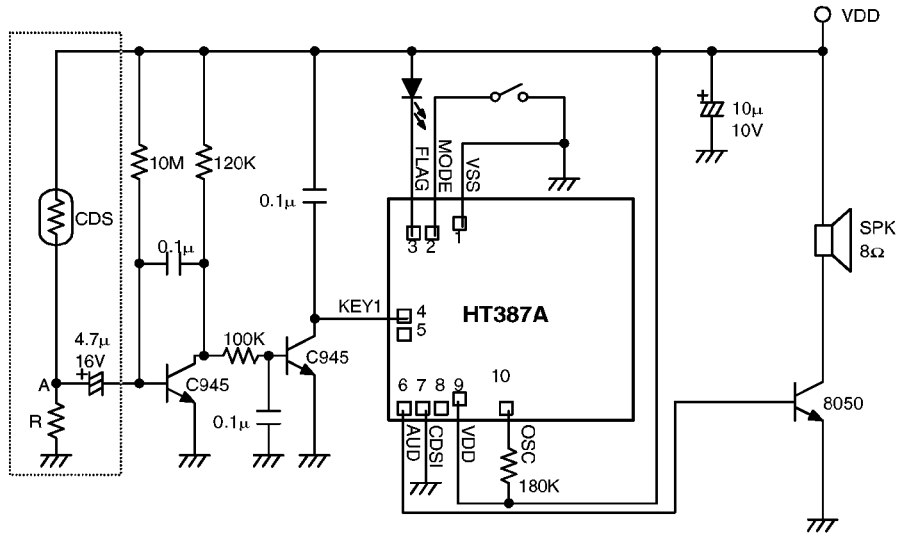 VDD
10M
120K
0.1μ
CDS
0.1μ
FLAG
MODE
VSS
3
2
1
10μ
10V
SPK
8Ω
KEY1
4
5
HT387A
4.7μ
16V
A
R
C945
100K
C945
0.1μ
6
7
8
9
10
AUD
CDSI
VDD
OSC
180K
8050